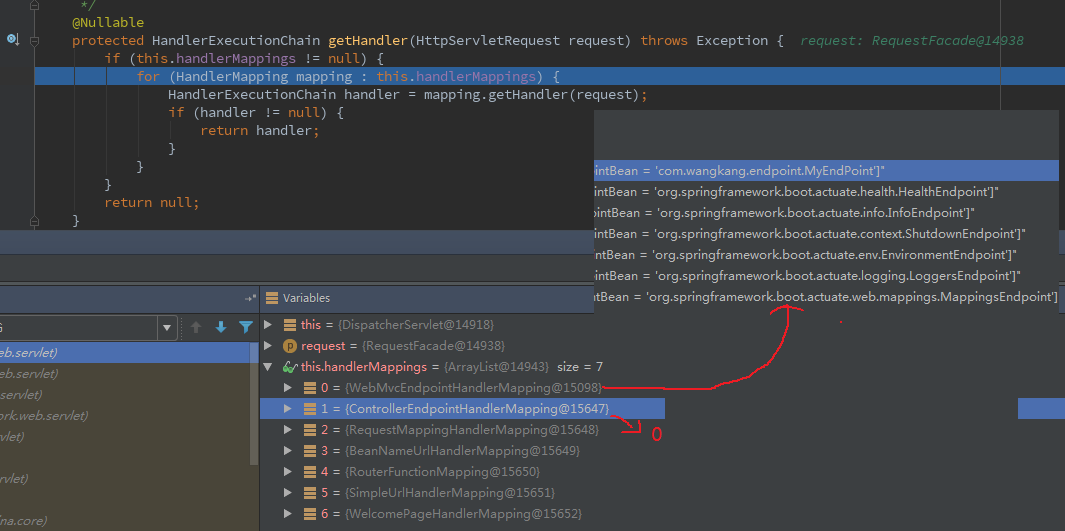 */
@Nullable
protected HandlerExecutionChain getHandler(HttpServletRequest request) throws Exception { request: RequestFacade@14938
if (this.handlerMappings != null) {
for (HandlerMapping mapping : this.handlerMappings) {
HandlerExecutionChain handler = mapping.getHandler(request);
if (handler != null) {
return handler;
}
}
}
return null;
}
intBean = 'com.wangkang.endpoint.MyEndPoint']"
intBean = 'org.springframework.boot.actuate.health.HealthEndpoint']"
ointBean = 'org.springframework.boot.actuate.info.InfoEndpoint']"
ointBean = 'org.springframework.boot.actuate.context.ShutdownEndpoint']"
intBean = 'org.springframework.boot.actuate.env.EnvironmentEndpoint']"
intBean = 'org.springframework.boot.actuate.logging.LoggersEndpoint']"
ntBean = 'org.springframework.boot.actuate.web.mappings.MappingsEndpoint']
Variables
this = {DispatcherServlet@14918}
request = {RequestFacade@14938}
this.handlerMappings = {ArrayList@14943} size = 7
0 = {WebMvcEndpointHandlerMapping@15098}
1 = {ControllerEndpointHandlerMapping@15647}
2 = {RequestMappingHandlerMapping@15648}
0
3 = {BeanNameUrlHandlerMapping@15649}
4 = {RouterFunctionMapping@15650}
5 = {SimpleUrlHandlerMapping@15651}
6 = {WelcomePageHandlerMapping@15652}
eb.servlet)
eb.servlet)
servlet)
ork.web.servlet)
vlet)
rvlet)
ina.core)